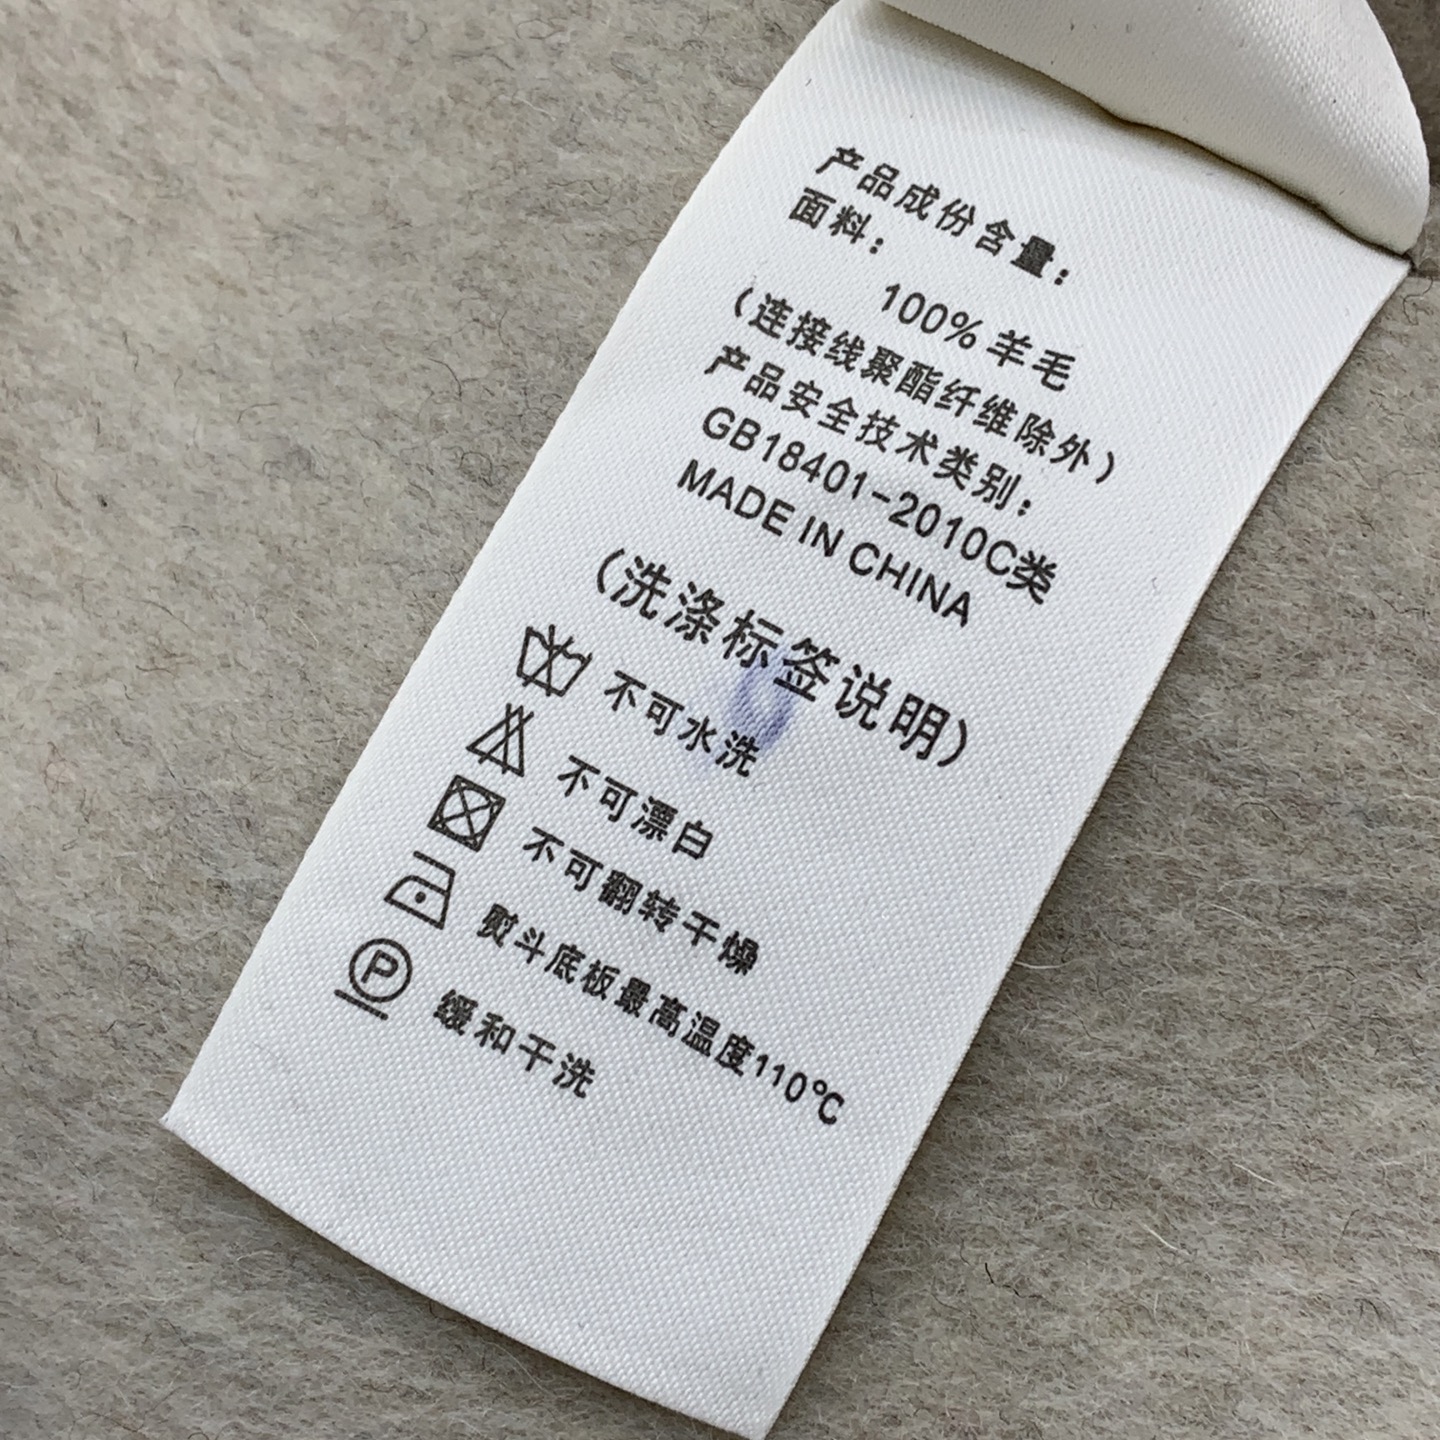 产品成份含量：
面料：
100%羊毛
（连接线聚酯纤维除外）
产品安全技术类别：
GB18401-2010C类
MADE IN CHINA
（洗涤标签说明）
不可水洗
不可漂白
不可翻转干燥
熨斗底板最高温度110℃
P 缓和干洗